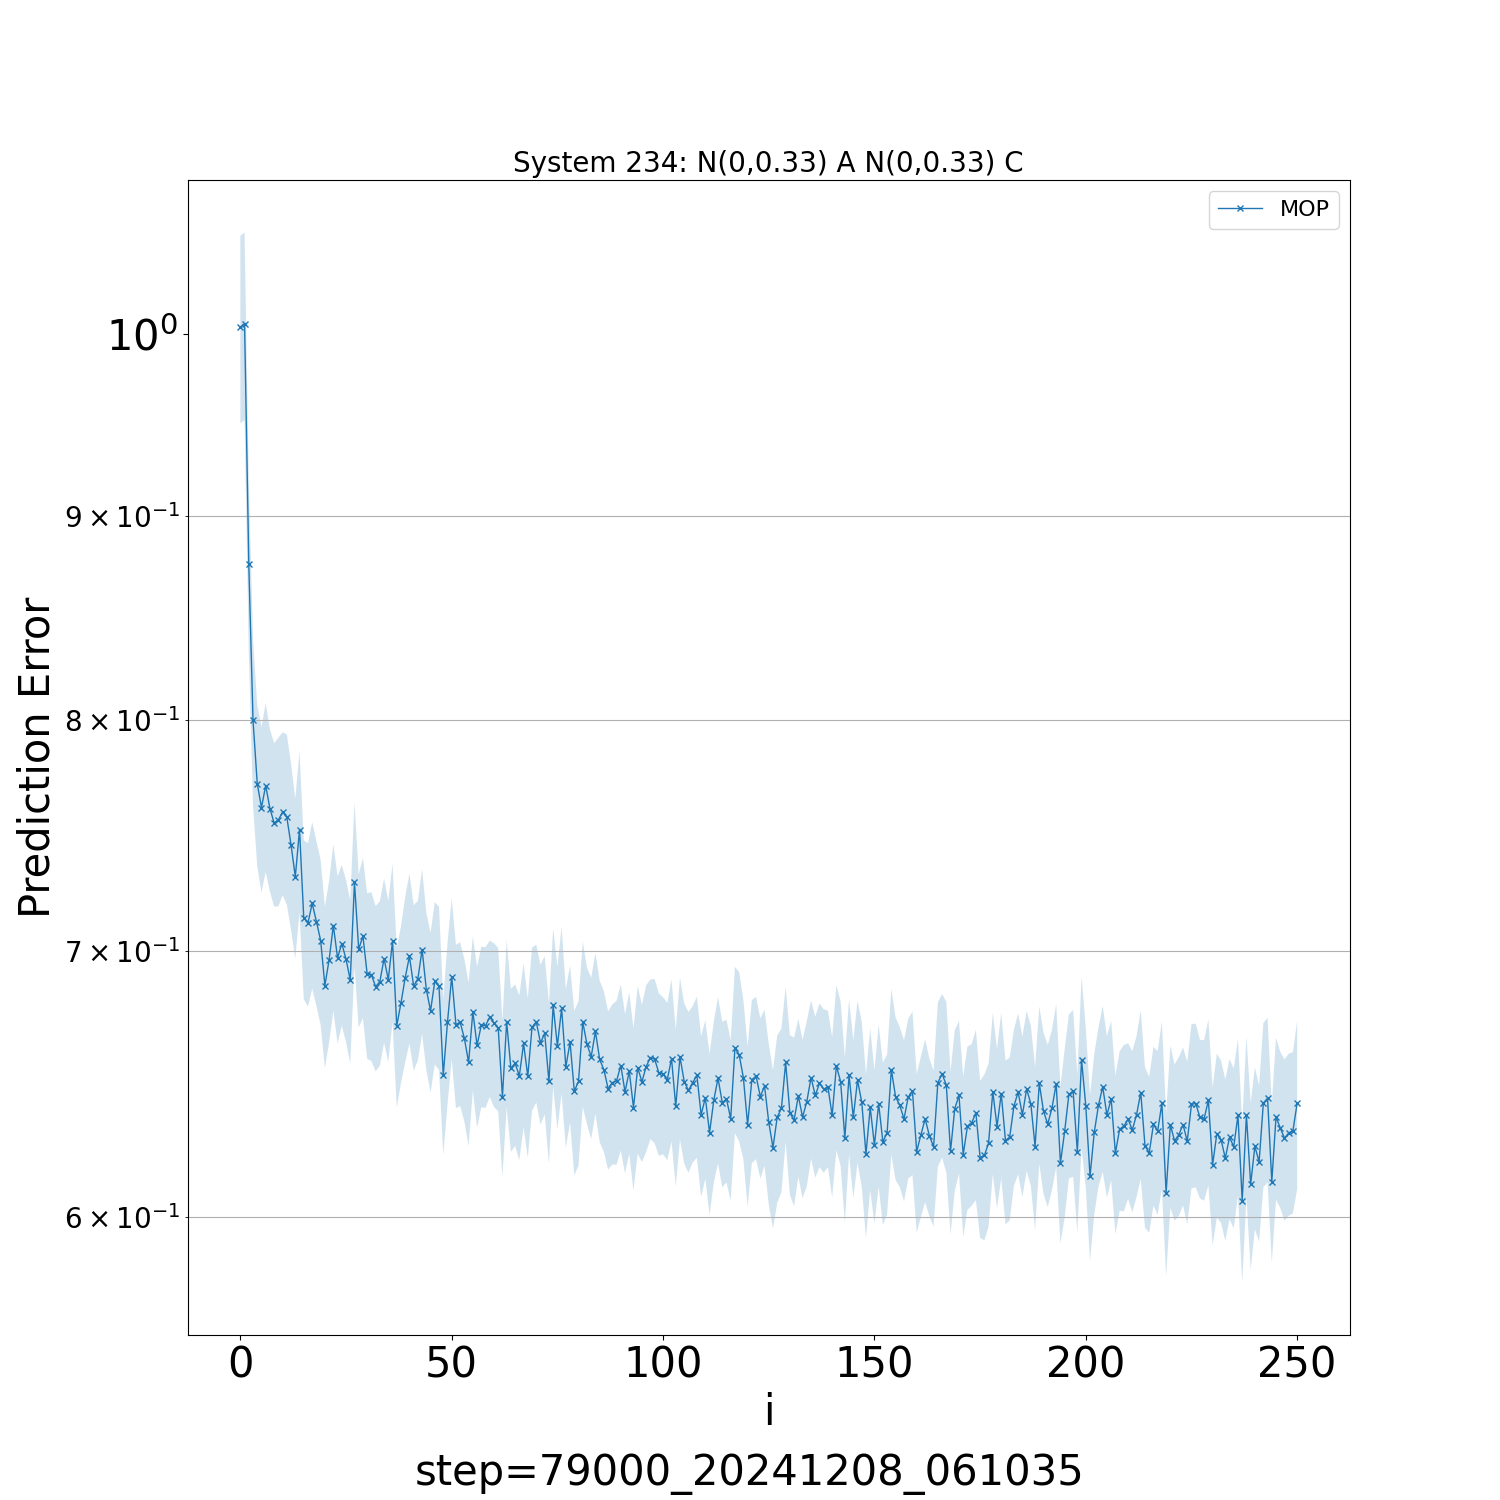 System 234: N(0,0.33) A N(0,0.33) C
MOP
10⁰
9 × 10⁻¹
8 × 10⁻¹
7 × 10⁻¹
6 × 10⁻¹
Prediction Error
0 50 100 150 200 250
i
step=79000_20241208_061035